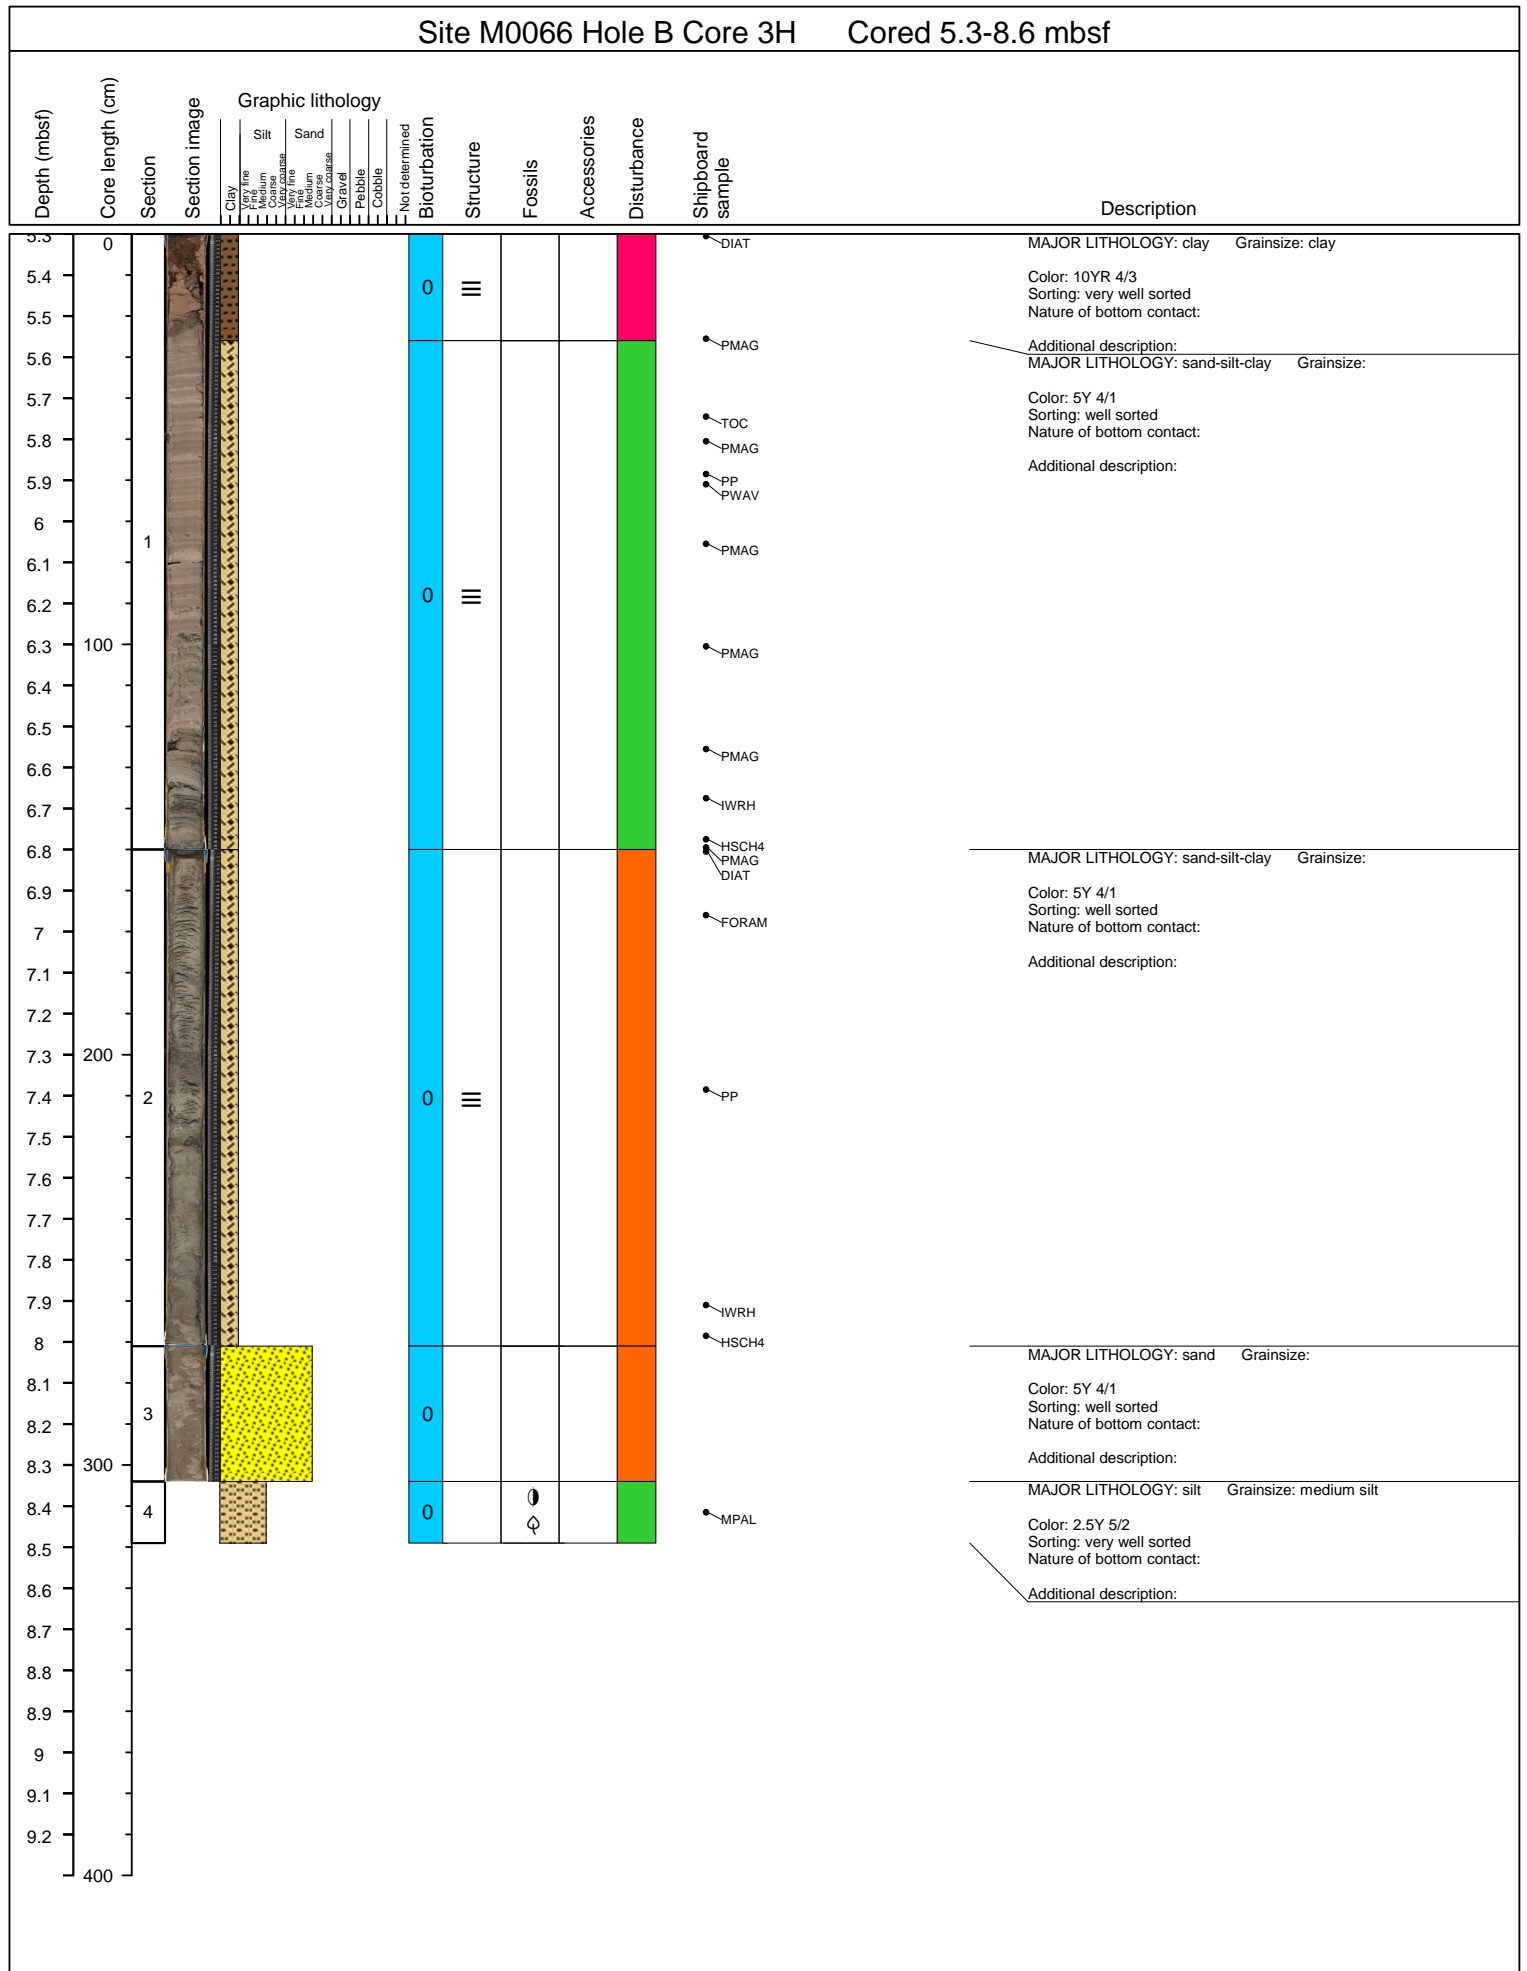 Site M0066 Hole B Core 3H Cored 5.3-8.6 mbsf
Depth (mbsf)
Core length (cm)
Section
Section image
Graphic lithology
Clay
Silt
Very fine
Fine
Medium
Coarse
Very coarse
Sand
Very fine
Fine
Medium
Coarse
Very coarse
Gravel
Pebble
Cobble
Not determined
Bioturbation
Structure
Fossils
Accessories
Disturbance
Shipboard
sample
Description
5.3
5.4
5.5
5.6
5.7
5.8
5.9
6
6.1
6.2
6.3
6.4
6.5
6.6
6.7
6.8
6.9
7
7.1
7.2
7.3
7.4
7.5
7.6
7.7
7.8
7.9
8
8.1
8.2
8.3
8.4
8.5
8.6
8.7
8.8
8.9
9
9.1
9.2
0
100
200
300
400
1
2
3
4
0
0
0
0
0
DIAT
PMAG
TOC
PMAG
PP
PWAV
PMAG
PMAG
PMAG
IWRH
HSCH4
PMAG
DIAT
FORAM
PP
IWRH
HSCH4
MPAL
MAJOR LITHOLOGY: clay Grainsize: clay
Color: 10YR 4/3
Sorting: very well sorted
Nature of bottom contact:
Additional description:
MAJOR LITHOLOGY: sand-silt-clay Grainsize:
Color: 5Y 4/1
Sorting: well sorted
Nature of bottom contact:
Additional description:
MAJOR LITHOLOGY: sand-silt-clay Grainsize:
Color: 5Y 4/1
Sorting: well sorted
Nature of bottom contact:
Additional description:
MAJOR LITHOLOGY: sand Grainsize:
Color: 5Y 4/1
Sorting: well sorted
Nature of bottom contact:
Additional description:
MAJOR LITHOLOGY: silt Grainsize: medium silt
Color: 2.5Y 5/2
Sorting: very well sorted
Nature of bottom contact:
Additional description: